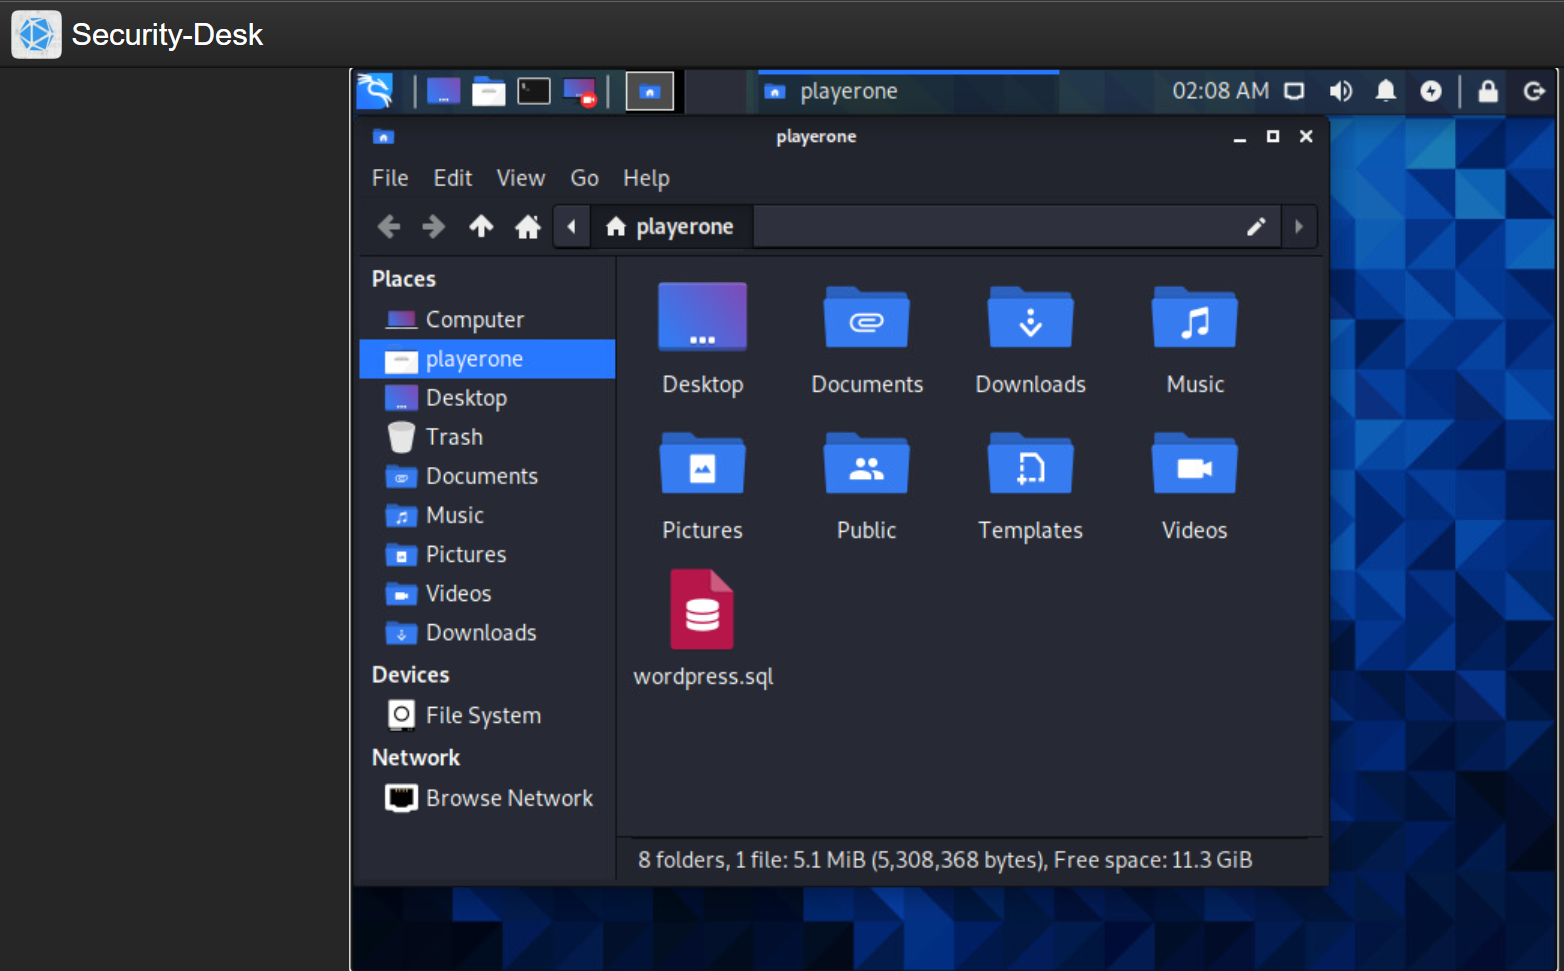 Security-Desk
playerone
02:08 AM
playerone
File Edit View Go Help
playerone
Places
Computer
playerone
Desktop
Trash
Documents
Music
Pictures
Videos
Downloads
Devices
File System
Network
Browse Network
Desktop Documents Downloads Music
Pictures Public Templates Videos
wordpress.sql
8 folders, 1 file: 5.1 MiB (5,308,368 bytes), Free space: 11.3 GiB